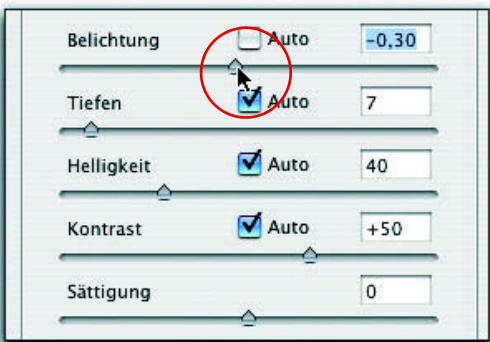 Belichtung Auto -0,30
Tiefen Auto 7
Helligkeit Auto 40
Kontrast Auto +50
Sättigung 0